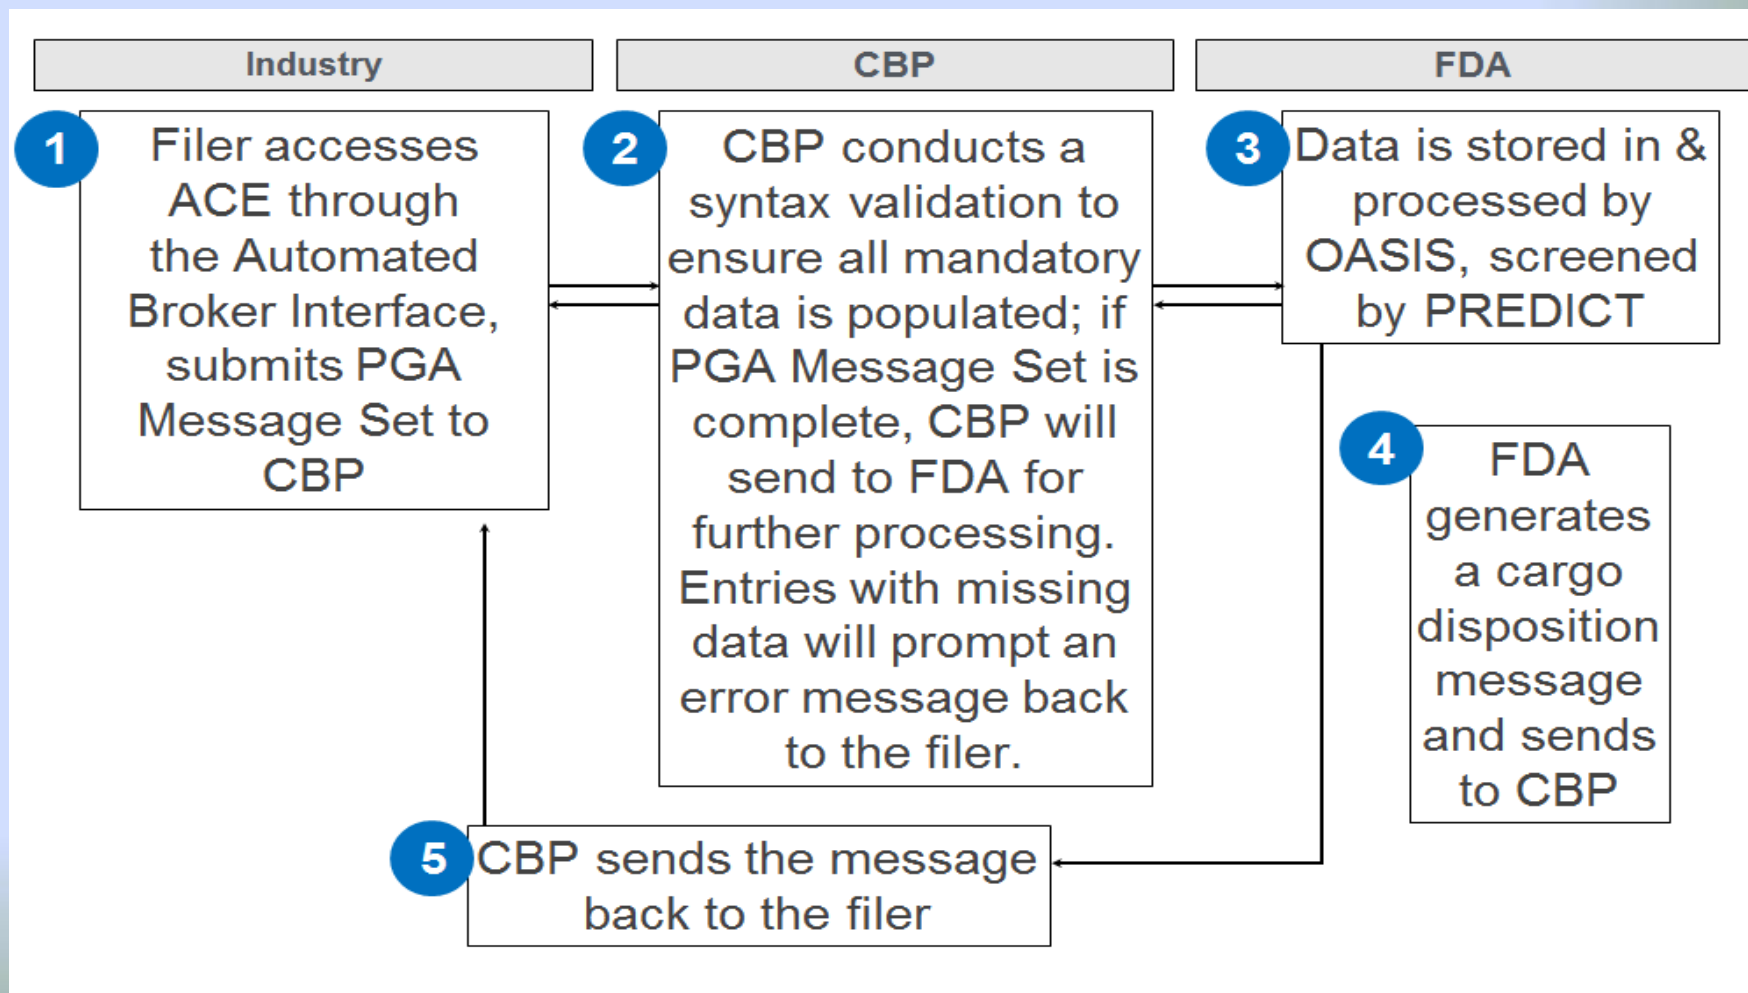 Industry
CBP
FDA
1
Filer accesses
ACE through
the Automated
Broker Interface,
submits PGA
Message Set to
CBP
2
CBP conducts a
syntax validation to
ensure all mandatory
data is populated; if
PGA Message Set is
complete, CBP will
send to FDA for
further processing.
Entries with missing
data will prompt an
error message back
to the filer.
3
Data is stored in &
processed by
OASIS, screened
by PREDICT
4
FDA
generates
a cargo
disposition
message
and sends
to CBP
5
CBP sends the message
back to the filer